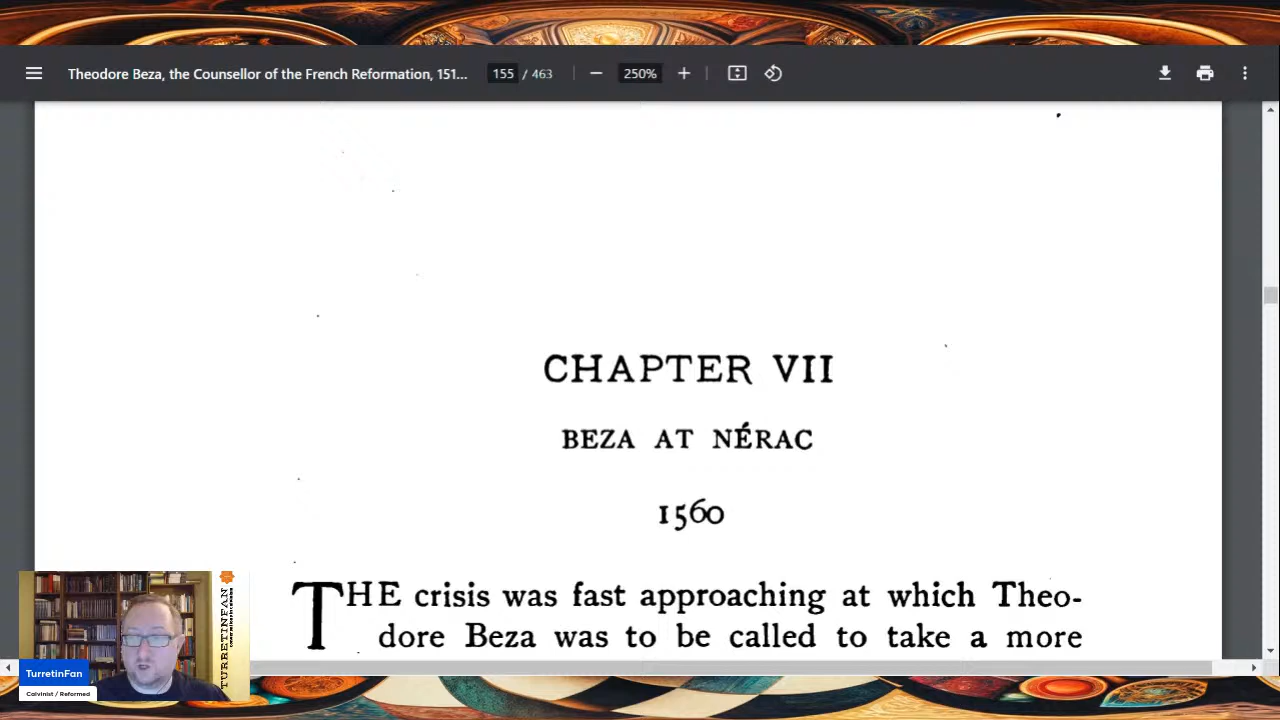 Theodore Beza, the Counsellor of the French Reformation, 151... 155 / 463 250%
CHAPTER VII
BEZA AT NÉRAC
1560
THE crisis was fast approaching at which Theo-
dore Beza was to be called to take a more
TURRETINFAN
TurretinFan
Calvinist / Reformed